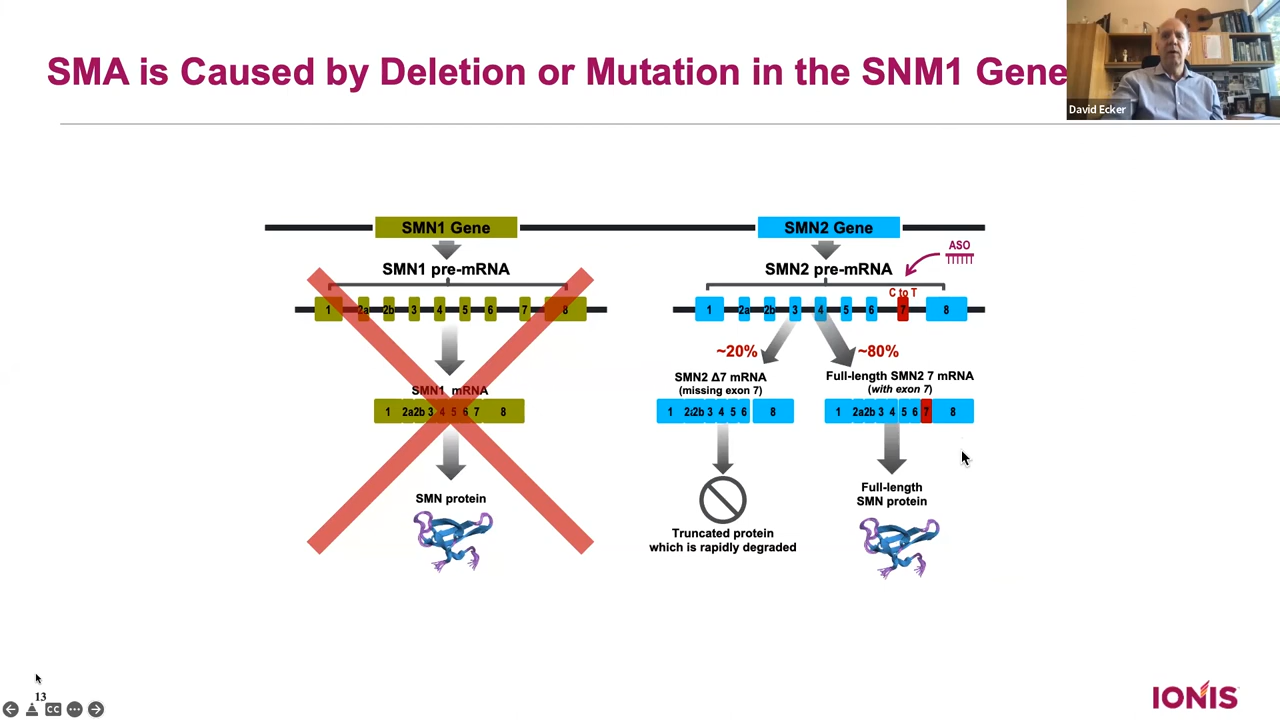 SMA is Caused by Deletion or Mutation in the SNM1 Gene
David Ecker
SMN1 Gene
SMN2 Gene
ASO
SMN1 pre-mRNA
SMN2 pre-mRNA
C to T
1 2a 2b 3 4 5 6 7 8
1 2a 2b 3 4 5 6 7 8
~20%
~80%
SMN1 mRNA
SMN2 Δ7 mRNA
(missing exon 7)
Full-length SMN2 7 mRNA
(with exon 7)
1 2a2b 3 4 5 6 7 8
1 2a2b 3 4 5 6 8
1 2a2b 3 4 5 6 7 8
SMN protein
Truncated protein
which is rapidly degraded
Full-length
SMN protein
13
CC
IONIS